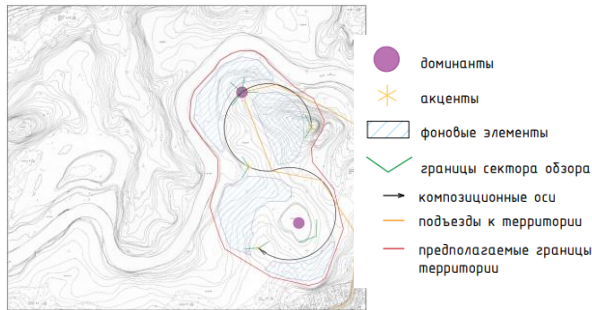 доминанты
акценты
фоновые элементы
границы сектора обзора
композиционные оси
подъезды к территории
предполагаемые границы
территории